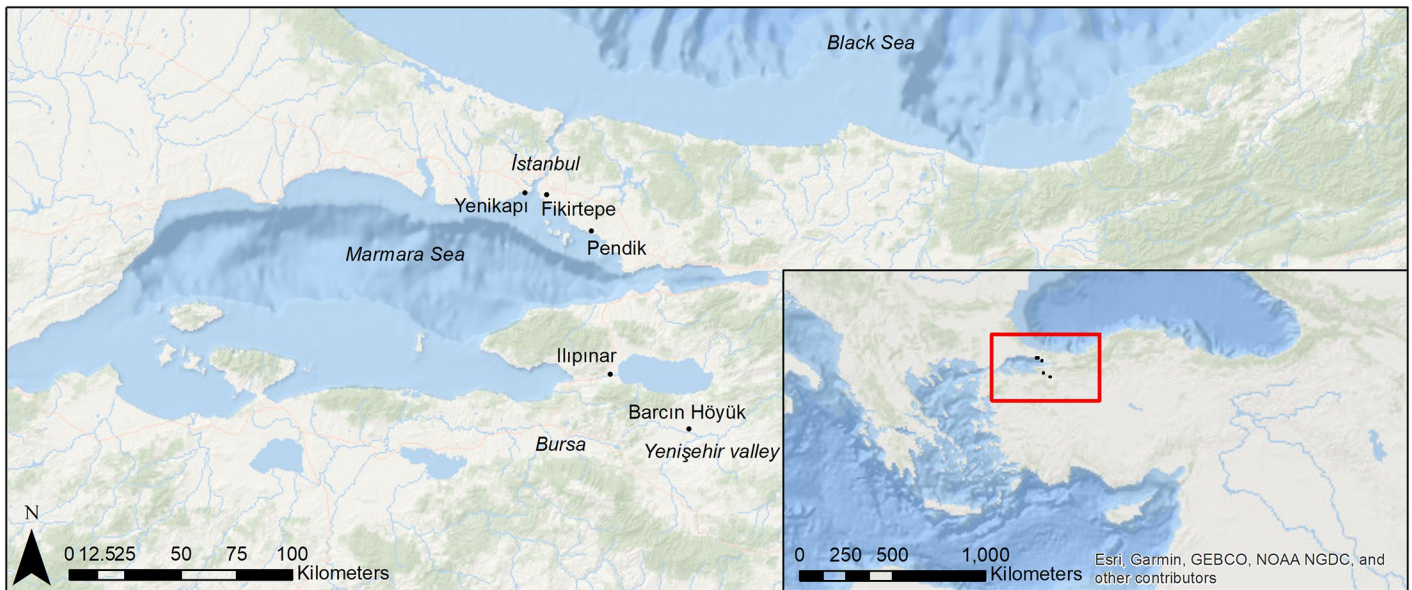 Black Sea
İstanbul
Yenikapı
Fikirtepe
Pendik
Marmara Sea
Ilıpınar
Barcın Höyük
Bursa
Yenişehir valley
N
0 12.525 50 75 100
Kilometers
0 250 500 1,000
Kilometers
Esri, Garmin, GEBCO, NOAA NGDC, and
other contributors